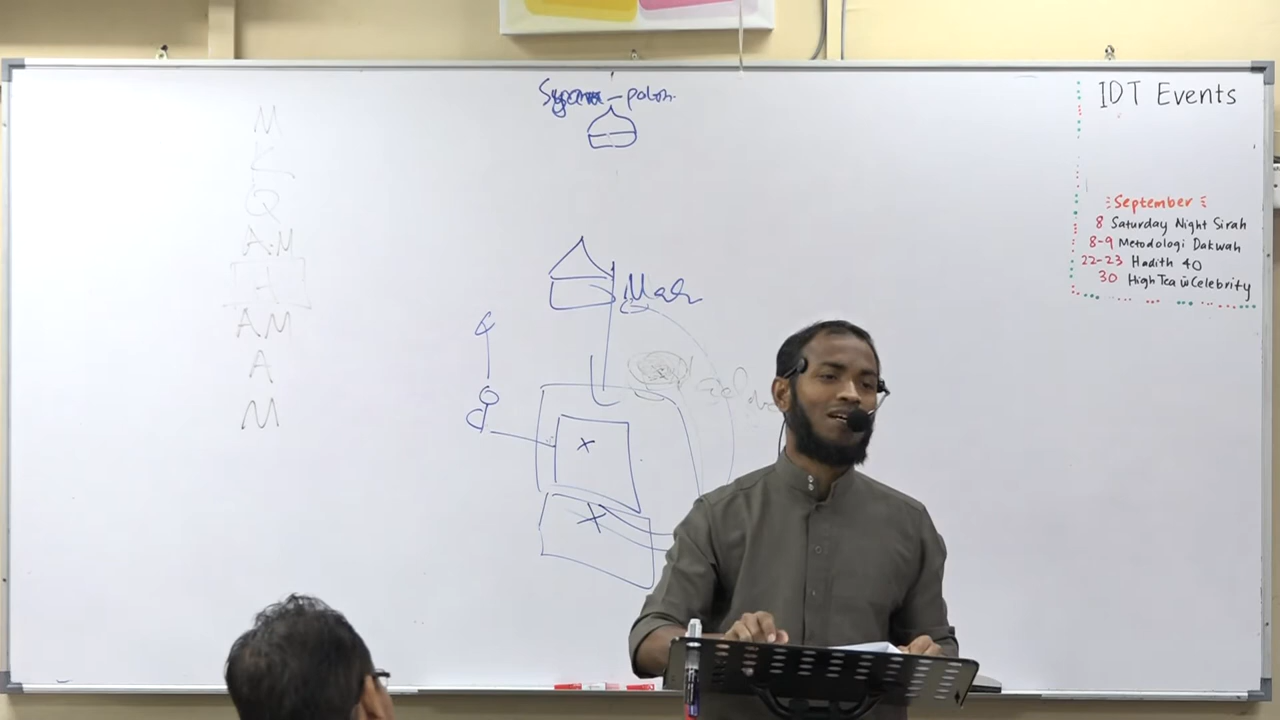 M
K
Q
A.M
A
AM
A
M
IDT Events
September
8 Saturday Night Sirah
8-9 Metodologi Dakwah
22-23 Hadith 40
30 High Tea w Celebrity